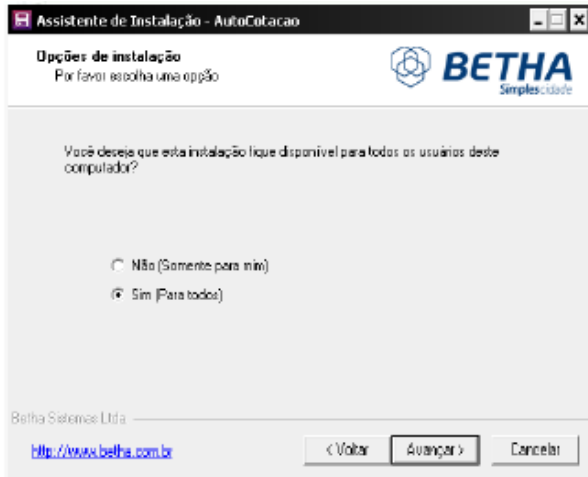 Assistente de Instalação - AutoCotacao
Opções de instalação
Por favor escolha uma opção
BETHA
Simplescidade
Você deseja que esta instalação fique disponível para todos os usuários deste
computador?
Não (Somente para mim)
Sim (Para todos)
Betha Sistemas Ltda
http://www.betha.com.br
< Voltar
Avançar >
Cancelar